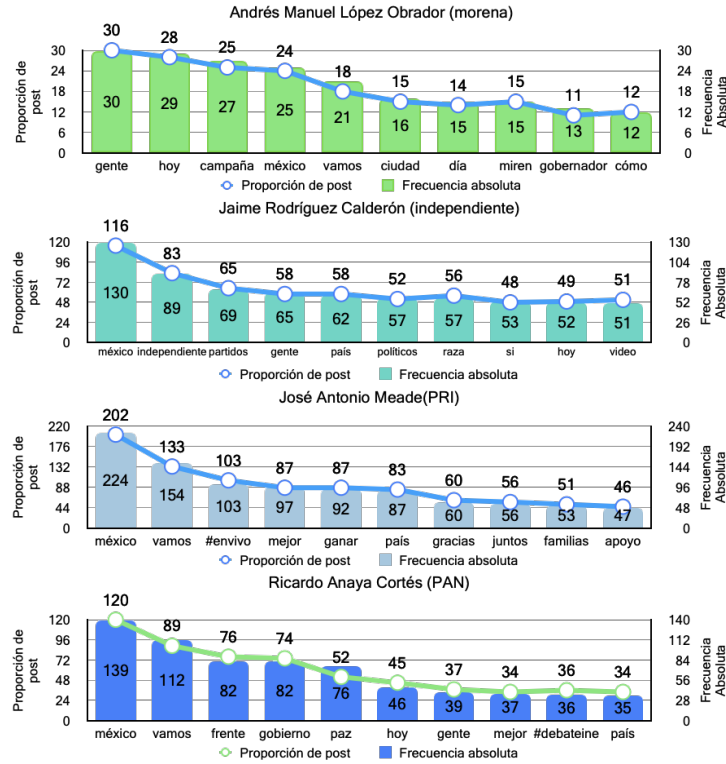 Andrés Manuel López Obrador (morena)
Proporción de post
Frecuencia Absoluta
30 28 25 24 18 15 14 15 11 12
30 30
24 24
18 18
12 12
6 6
0 0
30 29 27 25 21 16 15 15 13 12
gente hoy campaña méxico vamos ciudad día miren gobernador cómo
Proporción de post Frecuencia absoluta
Jaime Rodríguez Calderón (independiente)
Proporción de post
Frecuencia Absoluta
116 83 65 58 58 52 56 48 49 51
120 130
96 104
72 78
48 52
24 26
0 0
130 89 69 65 62 57 57 53 52 51
méxico independiente partidos gente país políticos raza si hoy video
Proporción de post Frecuencia absoluta
José Antonio Meade(PRI)
Proporción de post
Frecuencia Absoluta
202 133 103 87 87 83 60 56 51 46
220 240
176 192
132 144
88 96
44 48
0 0
224 154 103 97 92 87 60 56 53 47
méxico vamos #envivo mejor ganar país gracias juntos familias apoyo
Proporción de post Frecuencia absoluta
Ricardo Anaya Cortés (PAN)
Proporción de post
Frecuencia Absoluta
120 89 76 74 52 45 37 34 36 34
120 140
96 112
72 84
48 56
24 28
0 0
139 112 82 82 76 46 39 37 36 35
méxico vamos frente gobierno paz hoy gente mejor #debateine país
Proporción de post Frecuencia absoluta